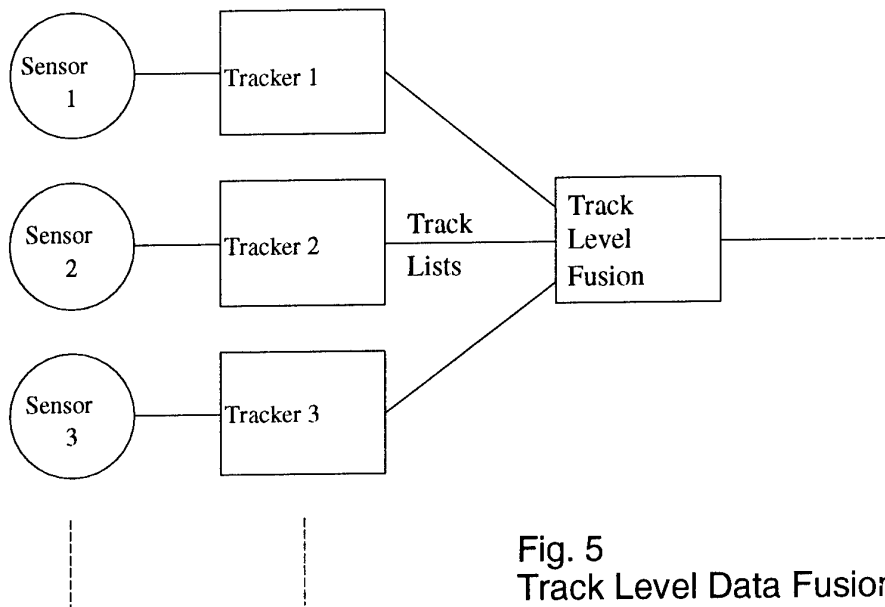 Sensor
1
Tracker 1
Sensor
2
Tracker 2
Track
Lists
Track
Level
Fusion
Sensor
3
Tracker 3
Fig. 5
Track Level Data Fusion